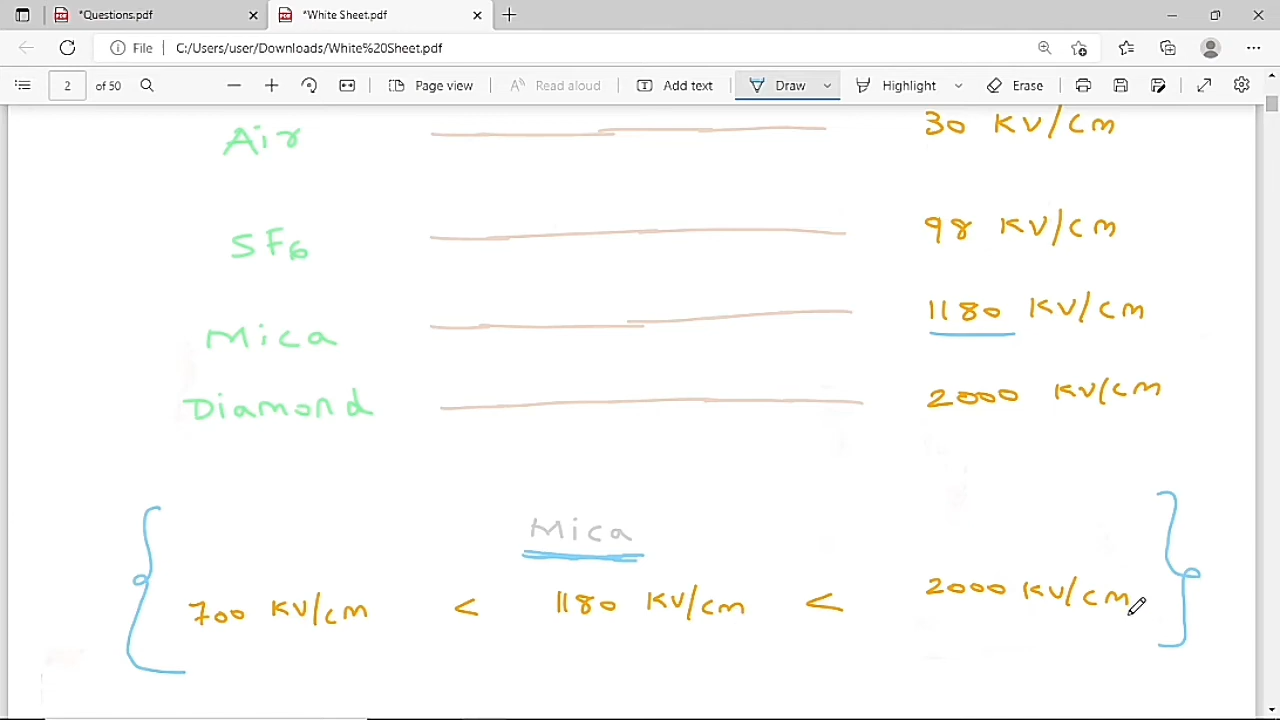 *Questions.pdf *White Sheet.pdf
File C:/Users/user/Downloads/White%20Sheet.pdf
2 of 50 Page view Read aloud Add text Draw Highlight Erase
Air 30 KV/cm
SF6 98 KV/cm
Mica 1180 KV/cm
Diamond 2000 KV/cm
Mica
700 KV/cm < 1180 KV/cm < 2000 KV/cm